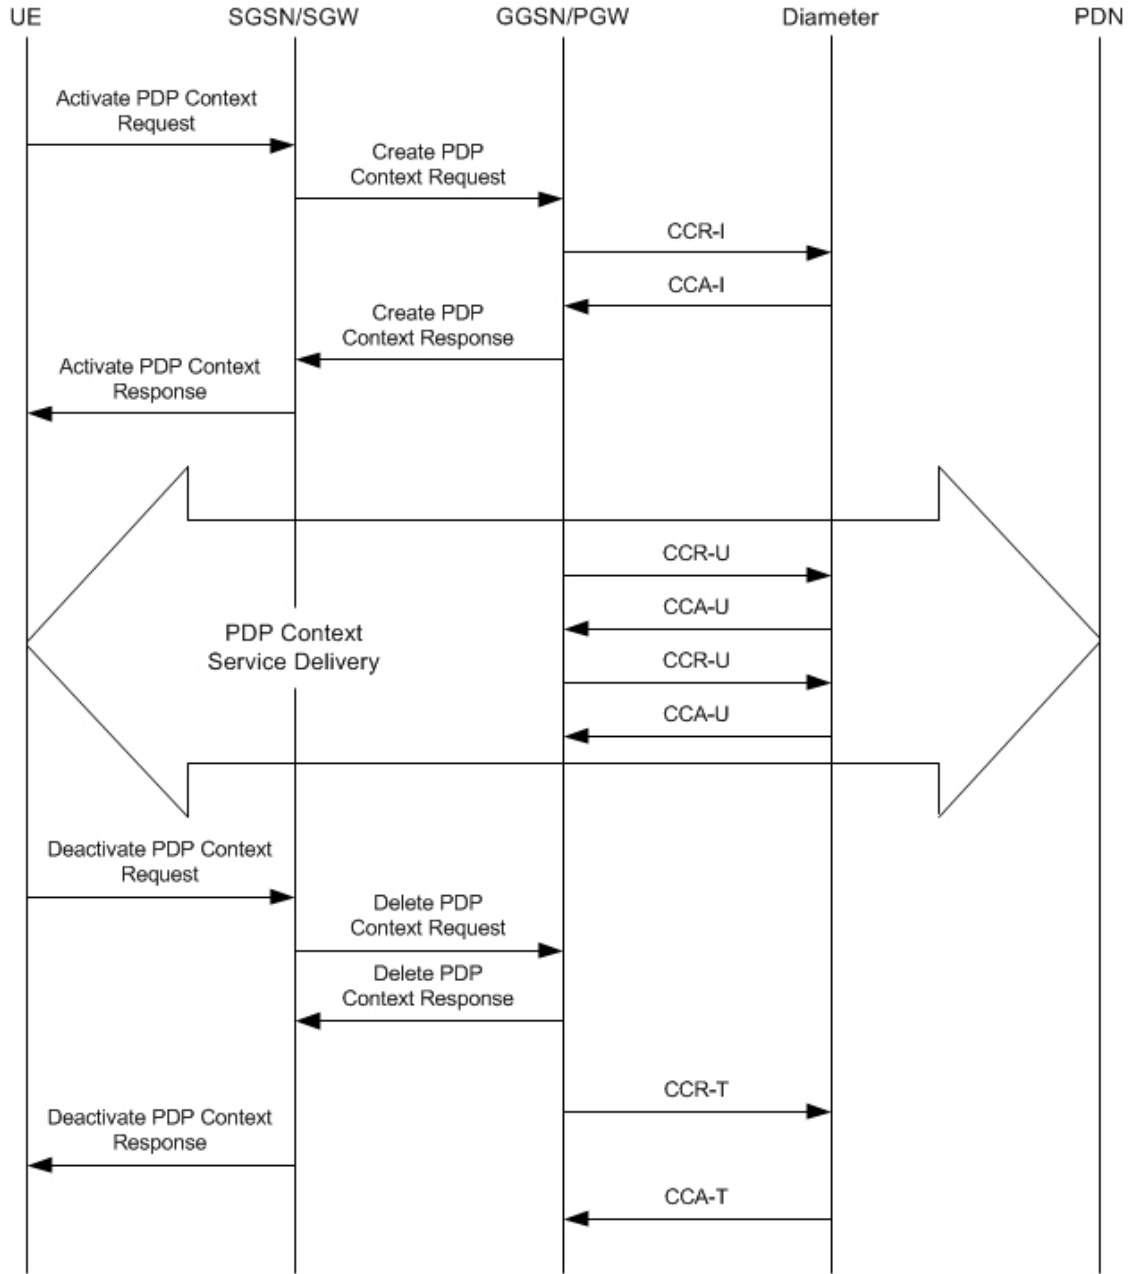 UE
SGSN/SGW
GGSN/PGW
Diameter
PDN
Activate PDP Context
Request
Create PDP
Context Request
CCR-I
CCA-I
Create PDP
Context Response
Activate PDP Context
Response
CCR-U
CCA-U
PDP Context
Service Delivery
CCR-U
CCA-U
Deactivate PDP Context
Request
Delete PDP
Context Request
Delete PDP
Context Response
CCR-T
Deactivate PDP Context
Response
CCA-T